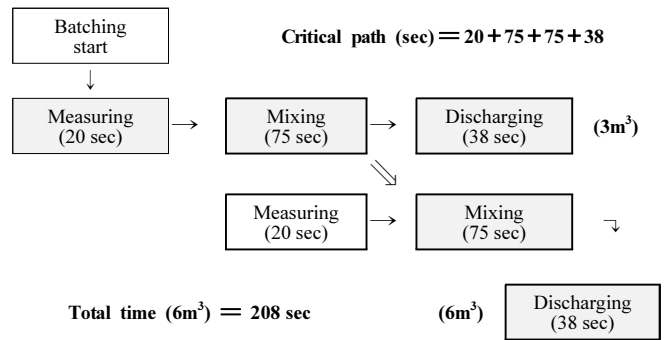 Batching
start
Critical path (sec) = 20+75+75+38
Measuring
(20 sec)
Mixing
(75 sec)
Discharging
(38 sec)
(3m³)
Measuring
(20 sec)
Mixing
(75 sec)
Total time (6m³) = 208 sec
(6m³)
Discharging
(38 sec)